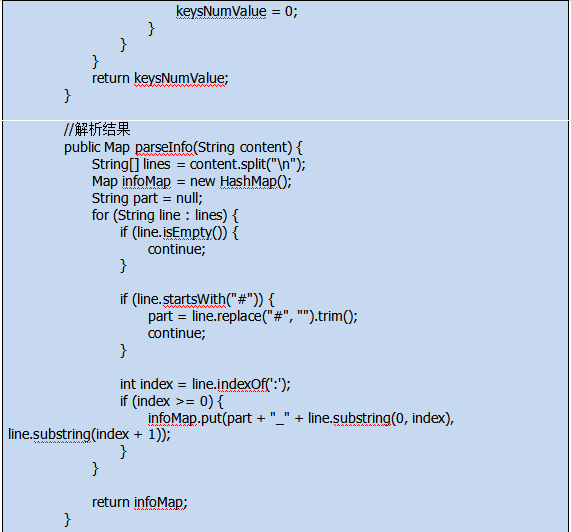 keysNumValue = 0;
}
}
}
return keysNumValue;
}
//解析结果
public Map parseInfo(String content) {
String[] lines = content.split("\n");
Map infoMap = new HashMap();
String part = null;
for (String line : lines) {
if (line.isEmpty()) {
continue;
}
if (line.startsWith("#")) {
part = line.replace("#", "").trim();
continue;
}
int index = line.indexOf(':');
if (index >= 0) {
infoMap.put(part + "_" + line.substring(0, index),
line.substring(index + 1));
}
}
return infoMap;
}